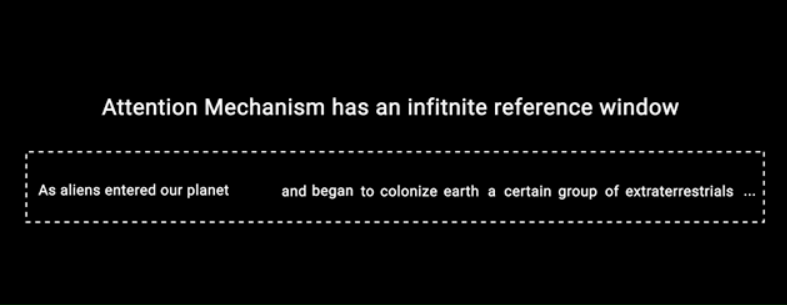 Attention Mechanism has an infitnite reference window
As aliens entered our planet and began to colonize earth a certain group of extraterrestrials ...